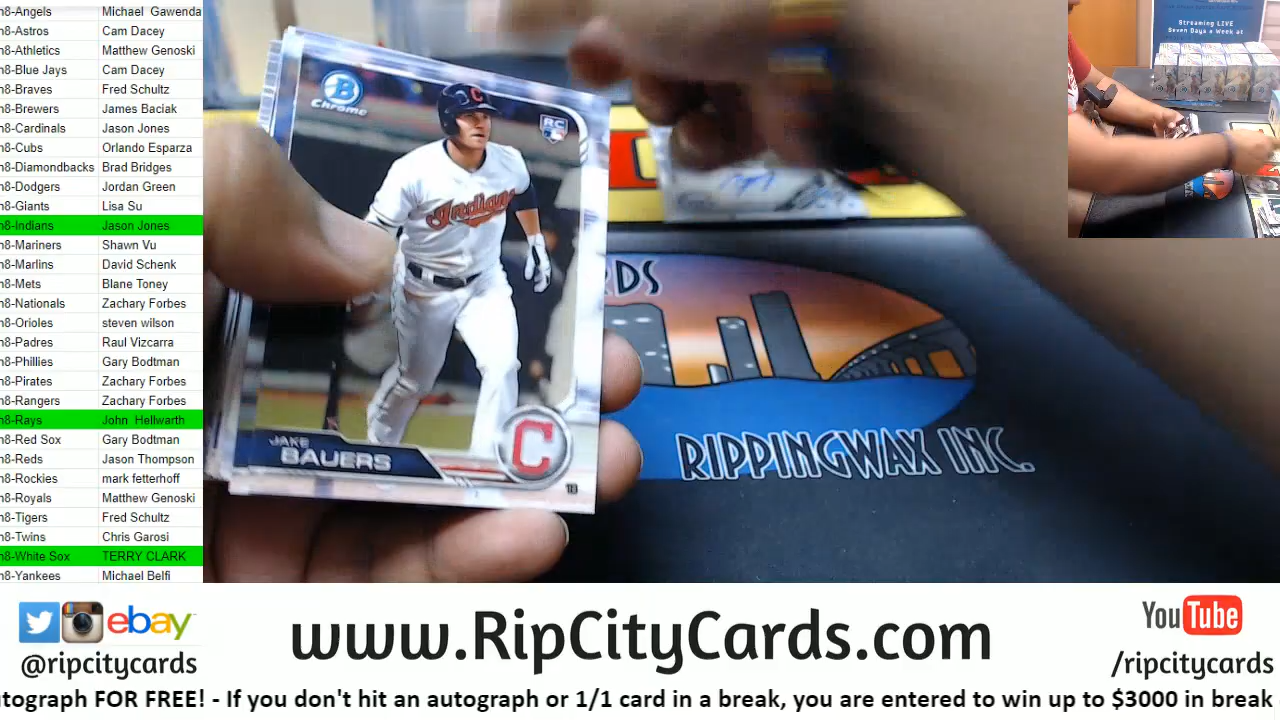 n8-Angels Michael Gawenda
n8-Astros Cam Dacey
n8-Athletics Matthew Genoski
n8-Blue Jays Cam Dacey
n8-Braves Fred Schultz
n8-Brewers James Baciak
n8-Cardinals Jason Jones
n8-Cubs Orlando Esparza
n8-Diamondbacks Brad Bridges
n8-Dodgers Jordan Green
n8-Giants Lisa Su
n8-Indians Jason Jones
n8-Mariners Shawn Vu
n8-Marlins David Schenk
n8-Mets Blane Toney
n8-Nationals Zachary Forbes
n8-Orioles steven wilson
n8-Padres Raul Vizcarra
n8-Phillies Gary Bodtman
n8-Pirates Zachary Forbes
n8-Rangers Zachary Forbes
n8-Rays John Hellwarth
n8-Red Sox Gary Bodtman
n8-Reds Jason Thompson
n8-Rockles mark fetterhoff
n8-Royals Matthew Genoski
n8-Tigers Fred Schultz
n8-Twins Chris Garosi
n8-White Sox TERRY CLARK
n8-Yankees Michael Belfi
B
Chrome
RC
C
Indians
JAKE
BAUERS
C
RDS
RIPPINGWAX INC.
Streaming LIVE
Seven Days a Week at
ebay
@ripcitycards
www.RipCityCards.com
YouTube
/ripcitycards
utograph FOR FREE! - If you don't hit an autograph or 1/1 card in a break, you are entered to win up to $3000 in break